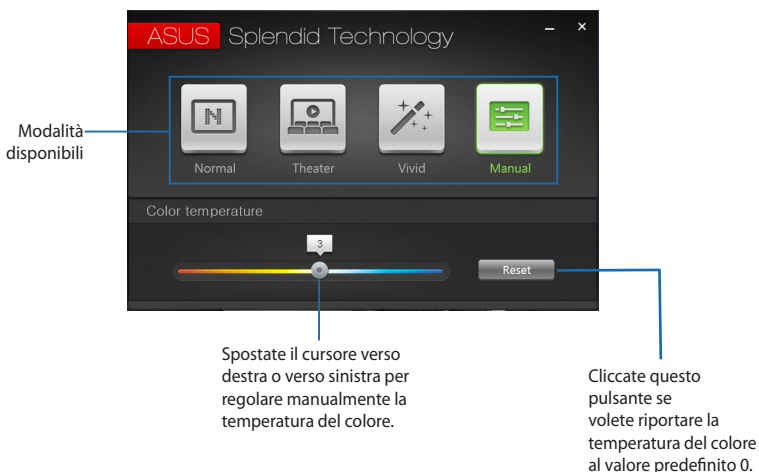 ASUS Splendid Technology
Modalità
disponibili
N
Normal
Theater
Vivid
Manual
Color temperature
3
Reset
Spostate il cursore verso
destra o verso sinistra per
regolare manualmente la
temperatura del colore.
Cliccate questo
pulsante se
volete riportare la
temperatura del colore
al valore predefinito 0.